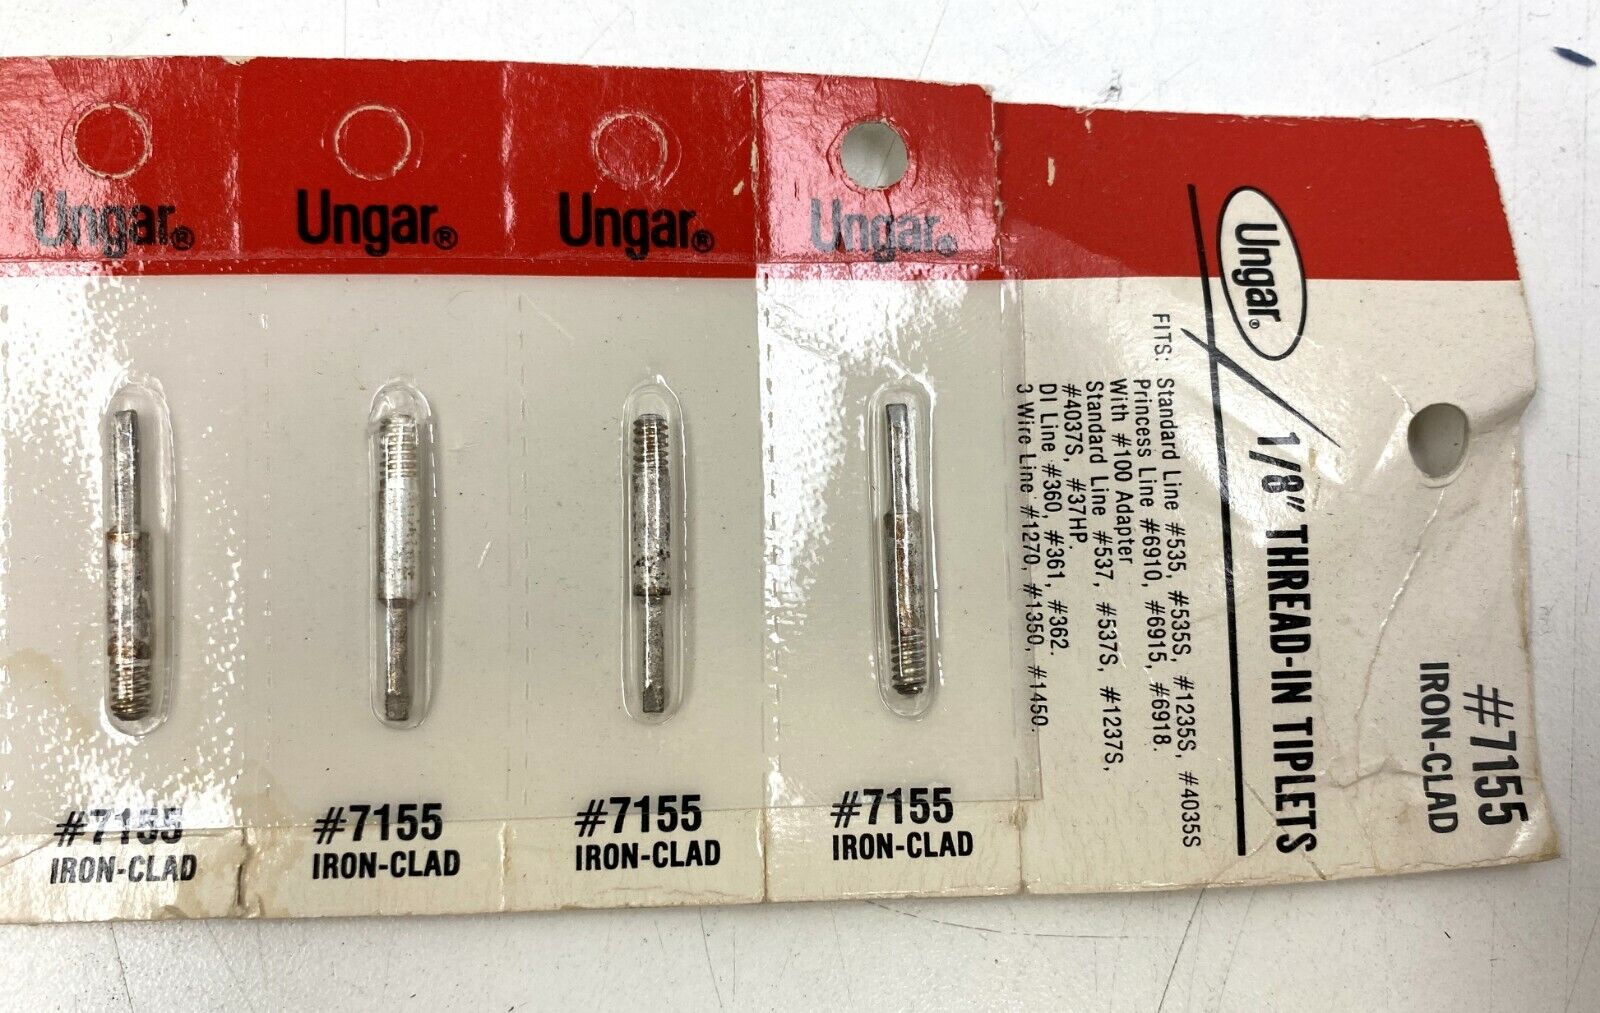 Ungar®
Ungar®
Ungar®
Ungar®
#7155
IRON-CLAD
#7155
IRON-CLAD
#7155
IRON-CLAD
#7155
IRON-CLAD
Ungar®
1/8" THREAD-IN TIPLETS
#7155
IRON-CLAD
FITS: Standard Line #535, #535S, #1235S, #4035S
Princess Line #6910, #6915, #6918.
With #100 Adapter
Standard Line #537, #537S, #1237S,
#4037S, #37HP.
DI Line #360, #361, #362.
3 Wire Line #1270, #1350, #1450.